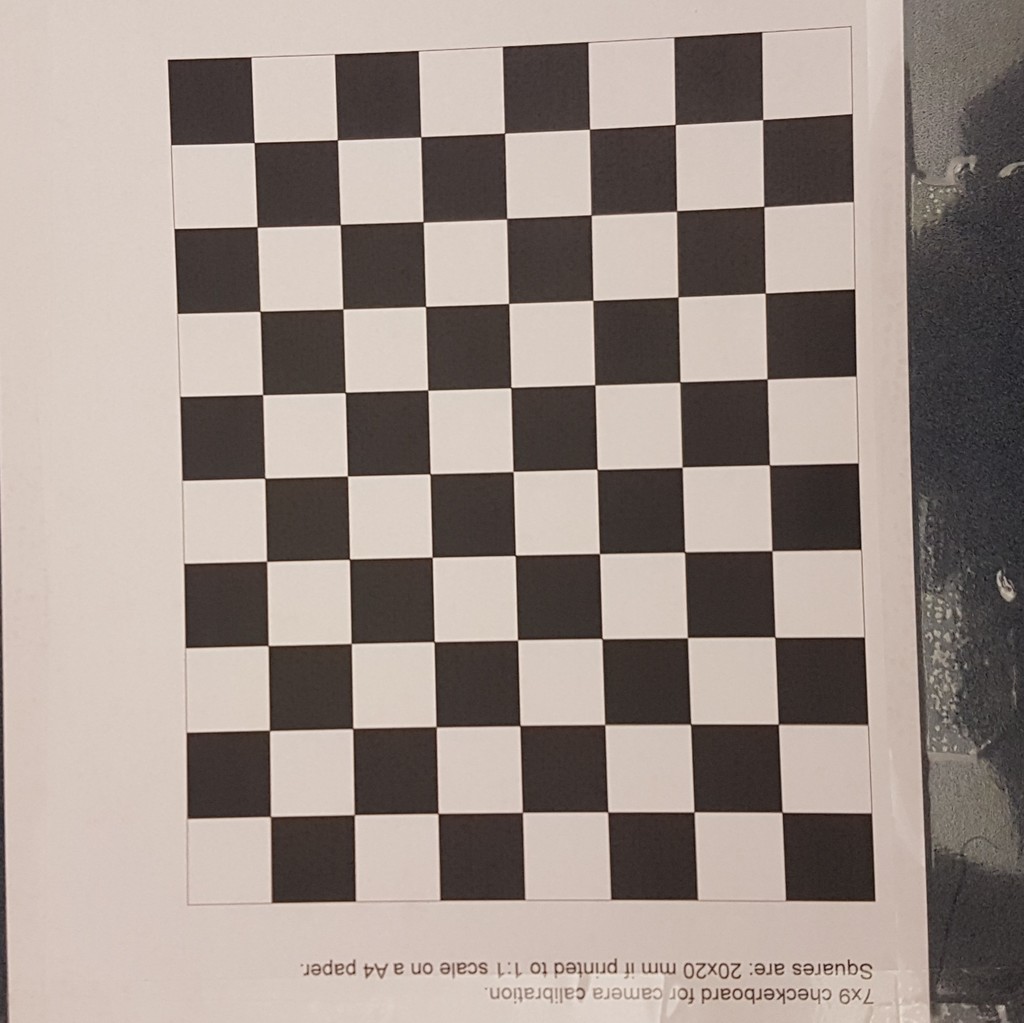 7x9 checkerboard for camera calibration.
Squares are: 20x20 mm if printed to 1:1 scale on a A4 paper.